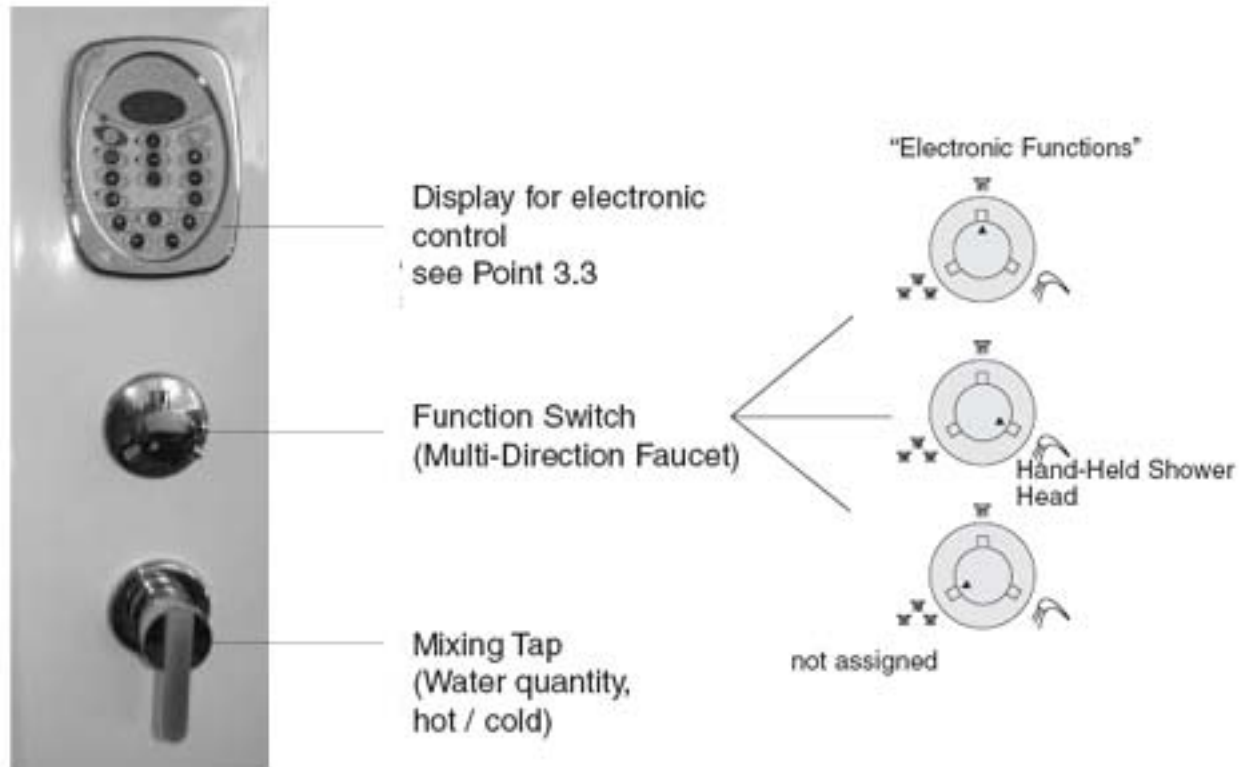 "Electronic Functions"
Display for electronic
control
see Point 3.3
Function Switch
(Multi-Direction Faucet)
Hand-Held Shower
Head
Mixing Tap
(Water quantity,
hot / cold)
not assigned